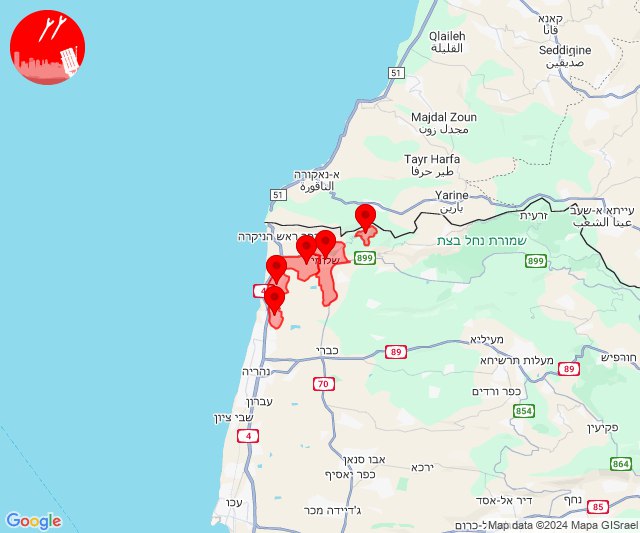 قانا
קאנא
Qlaileh
القليلة
Seddiqine
صديقين
51
Majdal Zoun
مجدل زون
Tayr Harfa
طير حرفا
א-נאקורה
الناقورة
51
Yarine
يارين
זרעית
עייתא א-שעב
عيتا الشعب
ראש הניקרה
שמורת נחל בצת
899
899
4
כברי
89
מעיליא
נהריה
מעלות תרשיחא
חורפיש
89
70
כפר ורדים
עברון
854
שבי ציון
פקיעין
4
אבו סנאן
ירכא
864
כפר יאסיף
עכו
דיר אל-אסד
נחף
ג'דיידה מכר
85
Google
Map data ©2024 Mapa GISrael